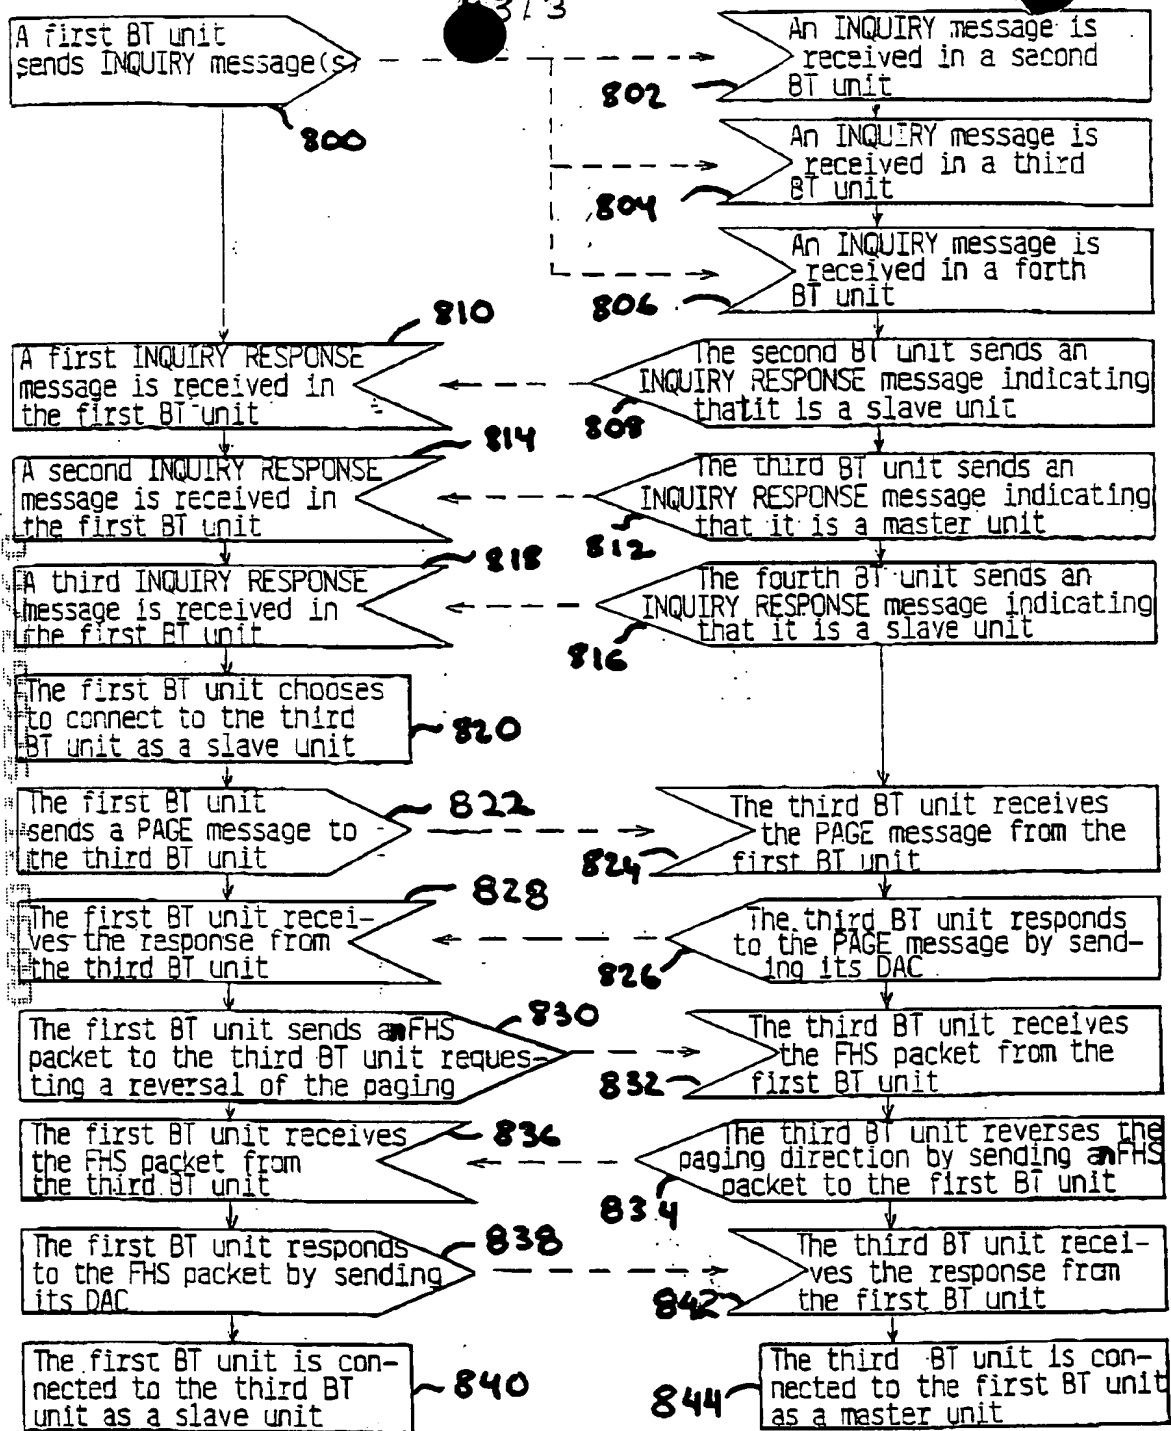 3/3
A first BT unit
sends INQUIRY message(s)
800
An INQUIRY message is
received in a second
BT unit
802
An INQUIRY message is
received in a third
BT unit
804
An INQUIRY message is
received in a forth
BT unit
806
810
A first INQUIRY RESPONSE
message is received in
the first BT unit
The second BT unit sends an
INQUIRY RESPONSE message indicating
that it is a slave unit
808
814
A second INQUIRY RESPONSE
message is received in
the first BT unit
The third BT unit sends an
INQUIRY RESPONSE message indicating
that it is a master unit
812
818
A third INQUIRY RESPONSE
message is received in
the first BT unit
The fourth BT unit sends an
INQUIRY RESPONSE message indicating
that it is a slave unit
816
The first BT unit chooses
to connect to the third
BT unit as a slave unit
820
The first BT unit
sends a PAGE message to
the third BT unit
822
The third BT unit receives
the PAGE message from the
first BT unit
824
828
The first BT unit recei-
ves the response from
the third BT unit
The third BT unit responds
to the PAGE message by send-
ing its DAC
826
The first BT unit sends an FHS
packet to the third BT unit reques-
ting a reversal of the paging
830
The third BT unit receives
the FHS packet from the
first BT unit
832
The first BT unit receives
the FHS packet from
the third BT unit
836
The third BT unit reverses the
paging direction by sending an FHS
packet to the first BT unit
834
The first BT unit responds
to the FHS packet by sending
its DAC
838
The third BT unit recei-
ves the response from
the first BT unit
842
The first BT unit is con-
nected to the third BT
unit as a slave unit
840
The third BT unit is con-
nected to the first BT unit
as a master unit
844